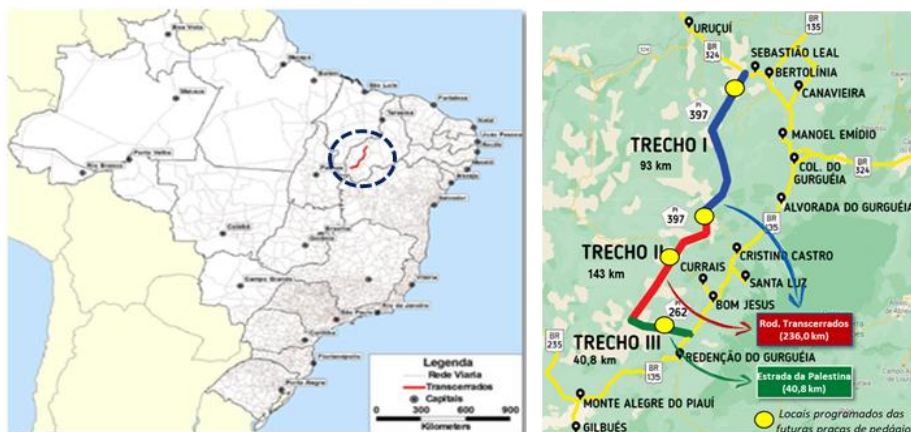 Boa Vista
Macapá
Belém
São Luís
Manaus
Fortaleza
Teresina
Natal
João Pessoa
Recife
Maceió
Aracaju
Porto Velho
Rio Branco
Salvador
Cuiabá
Brasília
Goiânia
Campo Grande
Vitória
São Paulo
Rio de Janeiro
Curitiba
Florianópolis
Porto Alegre
Legenda
Rede Viaria
Transcerrados
Capitais
0 100 200 400 600 900
Kilometers
URUÇUÍ
BR
135
BR
324
324
SEBASTIÃO LEAL
BERTOLÍNIA
CANAVIEIRA
PI
397
MANOEL EMÍDIO
TRECHO I
93 km
COL. DO
GURGUÉIA
BR
324
PI
397
ALVORADA DO GURGUÉIA
BR
135
TRECHO II
143 km
CRISTINO CASTRO
CURRAIS
SANTA LUZ
BOM JESUS
PI
262
Rod. Transcerrados
(236,0 km)
TRECHO III
40,8 km
BR
235
REDENÇÃO DO GURGUÉIA
BR
135
Estrada da Palestina
(40,8 km)
MONTE ALEGRE DO PIAUÍ
GILBUÉS
Locais programados das
futuras praças de pedágio